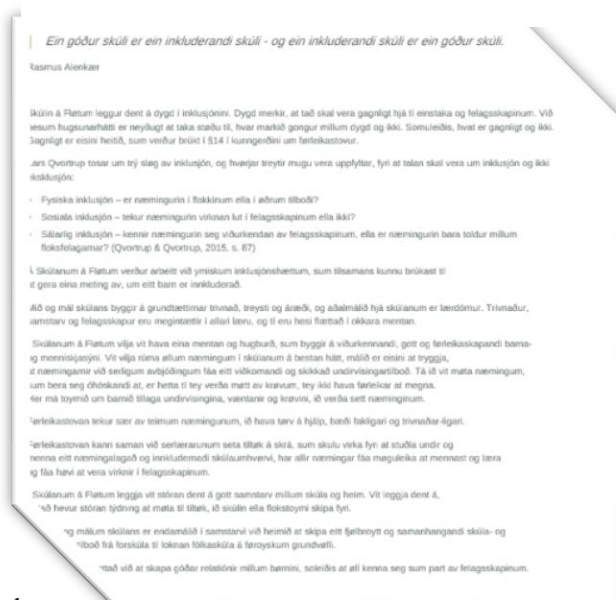 Ein góður skúli er ein inkluderandi skúli - og ein inkluderandi skúli er ein góður skúli.
Rasmus Alenkær
Skúlin á Fløtum leggur dent á dygd í inklusjónini. Dygd merkir, at tað skal vera gagnligt hjá tí einstaka og felagsskapinum. Við
hesum hugsunarhátti er neyðugt at taka støðu til, hvar markið gongur millum dygd og ikki. Somuleiðis, hvat er gagnligt og ikki.
Gagnligt er eisini heitið, sum verður brúkt í §14 í kunngerðini um førleikastovur.
Lars Qvortrup tosar um trý sløg av inklusjón, og hvørjar treytir mugu vera uppfyltar, fyri at talan skal vera um inklusjón og ikki
eksklusjón:
Fysiska inklusjón – er næmingurin í flokkinum ella í øðrum tilboði?
Sosiala inklusjón – tekur næmingurin virknan lut í felagsskapinum ella ikki?
Sálarlig inklusjón – kennir næmingurin seg viðurkendan av felagsskapinum, ella er næmingurin bara toldur millum
floksfelagarnar? (Qvortrup & Qvortrup, 2015, s. 67)
Á Skúlanum á Fløtum verður arbeitt við ymiskum inklusjónshættum, sum tilsamans kunnu brúkast til
at gera eina meting av, um eitt barn er innkluderað.
Mið og mál skúlans byggir á grundtættirnar trivnað, treysti og áræði, og aðalmálið hjá skúlanum er lærdómur. Trivnaður,
samstarv og felagsskapur eru megintættir í allari læru, og tí eru hesi flættað í okkara mentan.
Skúlanum á Fløtum vilja vit hava eina mentan og hugburð, sum byggir á viðurkennandi, gott og førleikaskapandi barna-
og menniskjasýni. Vit vilja rúma øllum næmingum í skúlanum á bestan hátt, málið er eisini at tryggja,
at næmingarnir við serligum avbjóðingum fáa eitt viðkomandi og skikkað undirvísingartilboð. Tá ið vit møta næmingum,
sum bera seg óhóskandi at, er hetta tí tey verða møtt av krøvum, tey ikki hava førleikar at megna.
Her má toymið um barnið tillaga undirvísingina, væntanir og krøvini, ið verða sett næminginum.
Førleikastovan tekur sær av teimum næmingunum, ið hava tørv á hjálp, bæði fakligari og trivnaðar-ligari.
Førleikastovan kann saman við serlærarunum seta tiltøk á skrá, sum skulu virka fyri at stuðla undir og
menna eitt næmingalagað og innkluderandi skúlaumhvørvi, har allir næmingar fáa møguleika at mennast og læra
og fáa høvi at vera virknir í felagsskapinum.
Skúlanum á Fløtum leggja vit stóran dent á gott samstarv millum skúla og heim. Vit leggja dent á,
hevur stóran týdning at møta til tiltøk, ið skúlin ella flokstoymi skipa fyri.
og málum skúlans er endamálið í samstarvi við heimið at skipa eitt fjølbroytt og samanhangandi skúla- og
tilboð frá forskúla til loknan fólkaskúla á føroyskum grundvølli.
við at skapa góðar relatiónir millum børnini, soleiðis at øll kenna seg sum part av felagsskapinum.